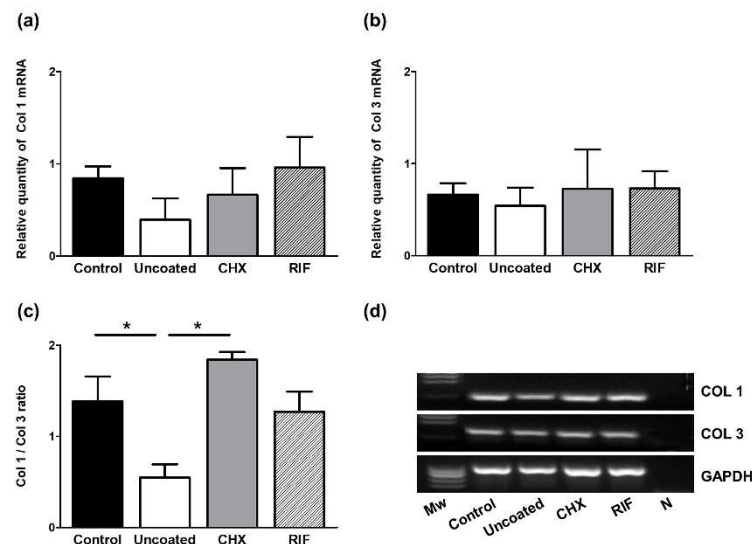 (a)
Relative quantity of Col 1 mRNA
2
1
0
Control Uncoated CHX RIF
(b)
Relative quantity of Col 3 mRNA
2
1
0
Control Uncoated CHX RIF
(c)
Col 1 / Col 3 ratio
2
1
0
* *
Control Uncoated CHX RIF
(d)
COL 1
COL 3
GAPDH
Mw Control Uncoated CHX RIF N